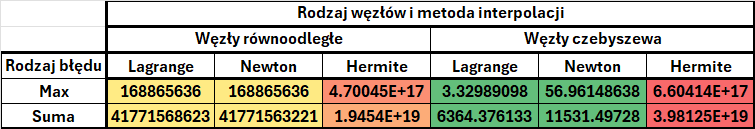 Rodzaj węzłów i metoda interpolacji
Węzły równoodległe Węzły czebyszewa
Rodzaj błędu Lagrange Newton Hermite Lagrange Newton Hermite
Max 168865636 168865636 4.70045E+17 3.32989098 56.96148638 6.60414E+17
Suma 41771568623 41771563221 1.9454E+19 6364.376133 11531.49728 3.98125E+19